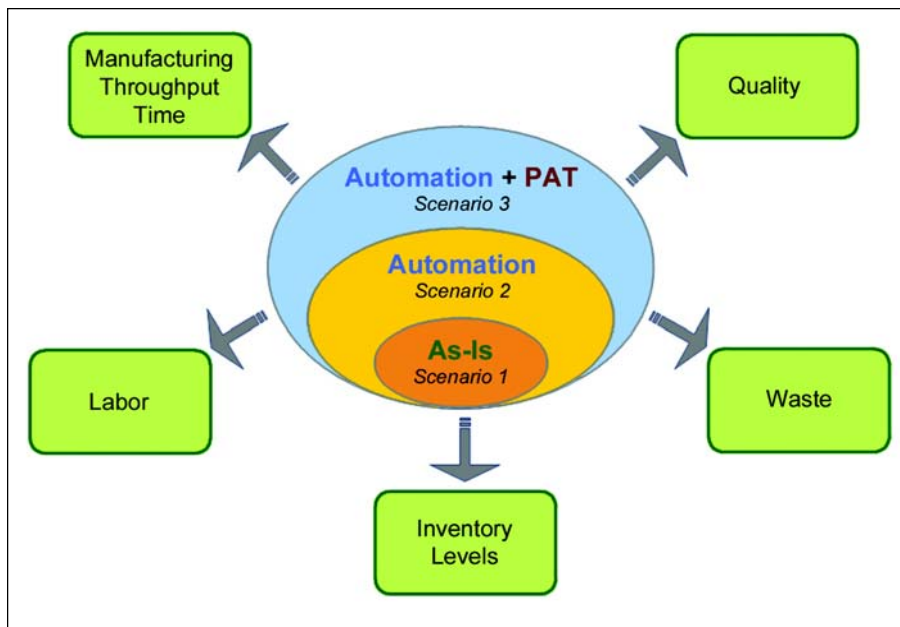 Manufacturing
Throughput
Time
Quality
Automation + PAT
Scenario 3
Automation
Scenario 2
As-Is
Scenario 1
Labor
Waste
Inventory
Levels